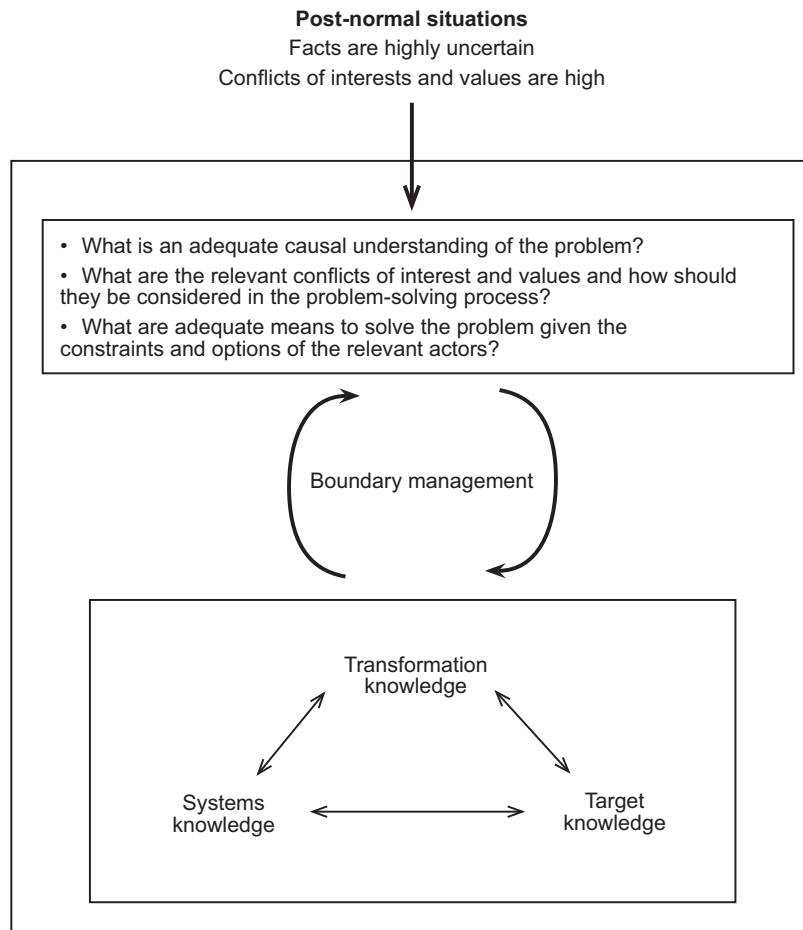 Post-normal situations
Facts are highly uncertain
Conflicts of interests and values are high
• What is an adequate causal understanding of the problem?
• What are the relevant conflicts of interest and values and how should
they be considered in the problem-solving process?
• What are adequate means to solve the problem given the
constraints and options of the relevant actors?
Boundary management
Transformation
knowledge
Systems
knowledge
Target
knowledge